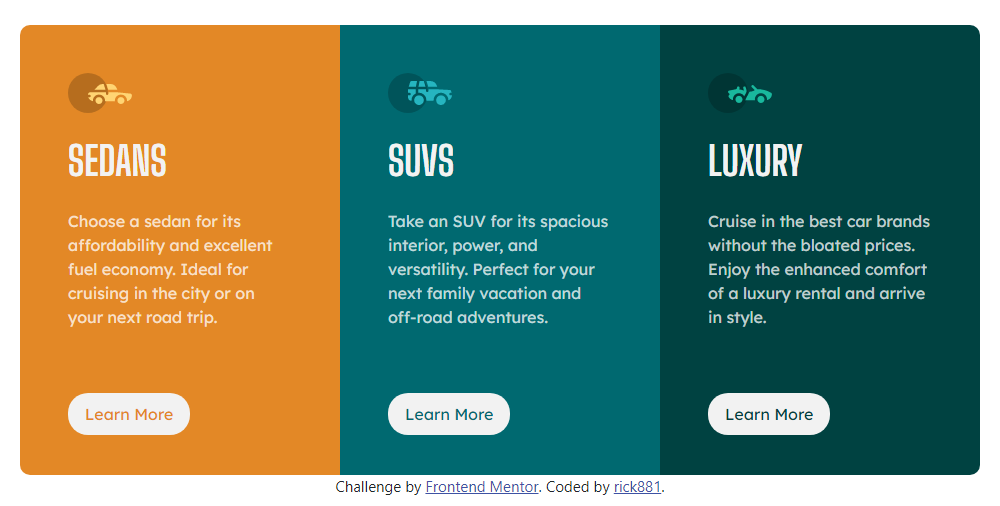 SEDANS
Choose a sedan for its
affordability and excellent
fuel economy. Ideal for
cruising in the city or on
your next road trip.
Learn More
SUVS
Take an SUV for its spacious
interior, power, and
versatility. Perfect for your
next family vacation and
off-road adventures.
Learn More
LUXURY
Cruise in the best car brands
without the bloated prices.
Enjoy the enhanced comfort
of a luxury rental and arrive
in style.
Learn More
Challenge by Frontend Mentor. Coded by rick881.